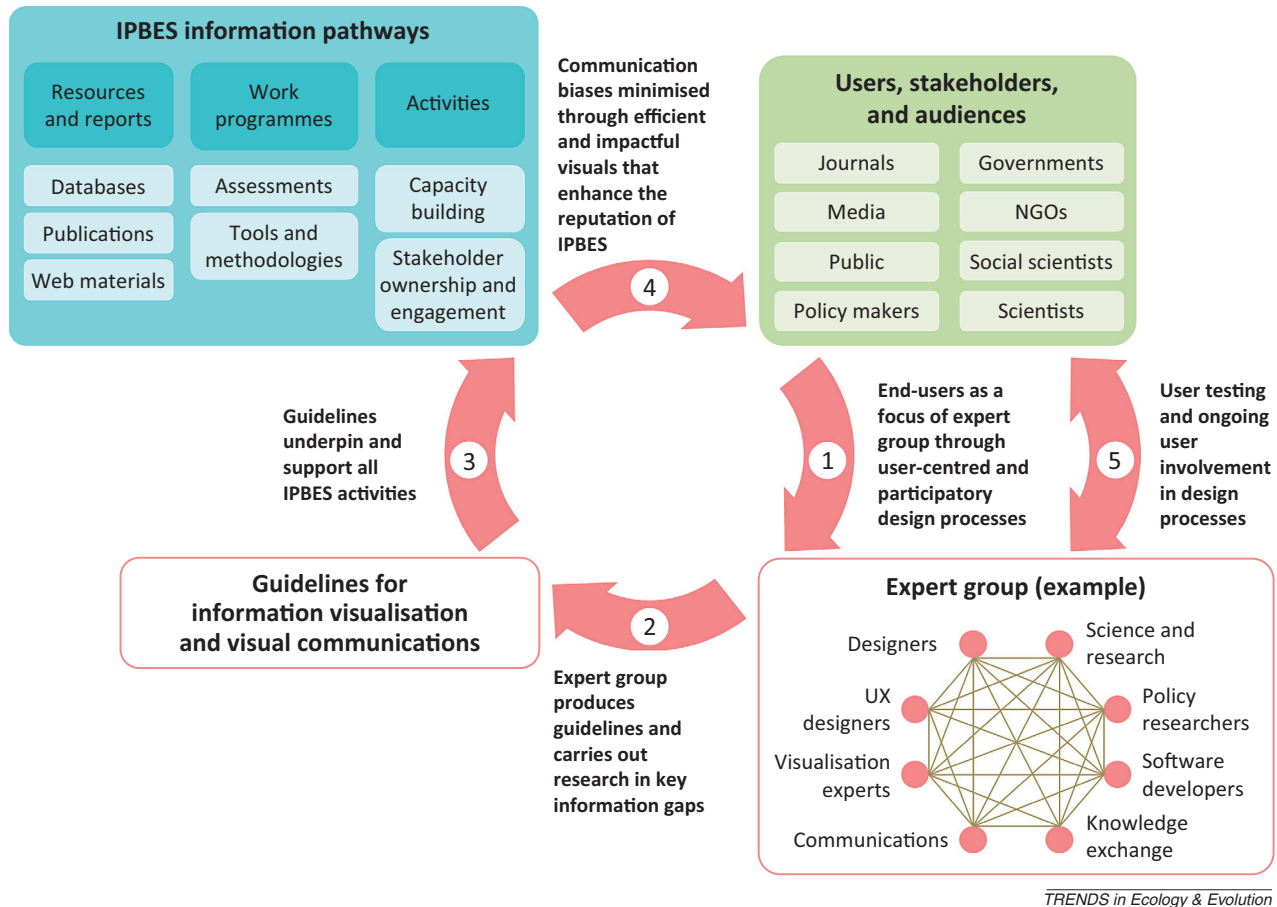 IPBES information pathways
Resources
and reports
Work
programmes
Activities
Databases
Publications
Web materials
Assessments
Tools and
methodologies
Capacity
building
Stakeholder
ownership and
engagement
Communication
biases minimised
through efficient
and impactful
visuals that
enhance the
reputation of
IPBES
4
Users, stakeholders,
and audiences
Journals
Governments
Media
NGOs
Public
Social scientists
Policy makers
Scientists
Guidelines
underpin and
support all
IPBES activities
3
1
End-users as a
focus of expert
group through
user-centred and
participatory
design processes
5
User testing
and ongoing
user
involvement
in design
processes
Guidelines for
information visualisation
and visual communications
2
Expert group
produces
guidelines and
carries out
research in key
information gaps
Expert group (example)
Designers
Science and
research
UX
designers
Policy
researchers
Visualisation
experts
Software
developers
Communications
Knowledge
exchange
TRENDS in Ecology & Evolution